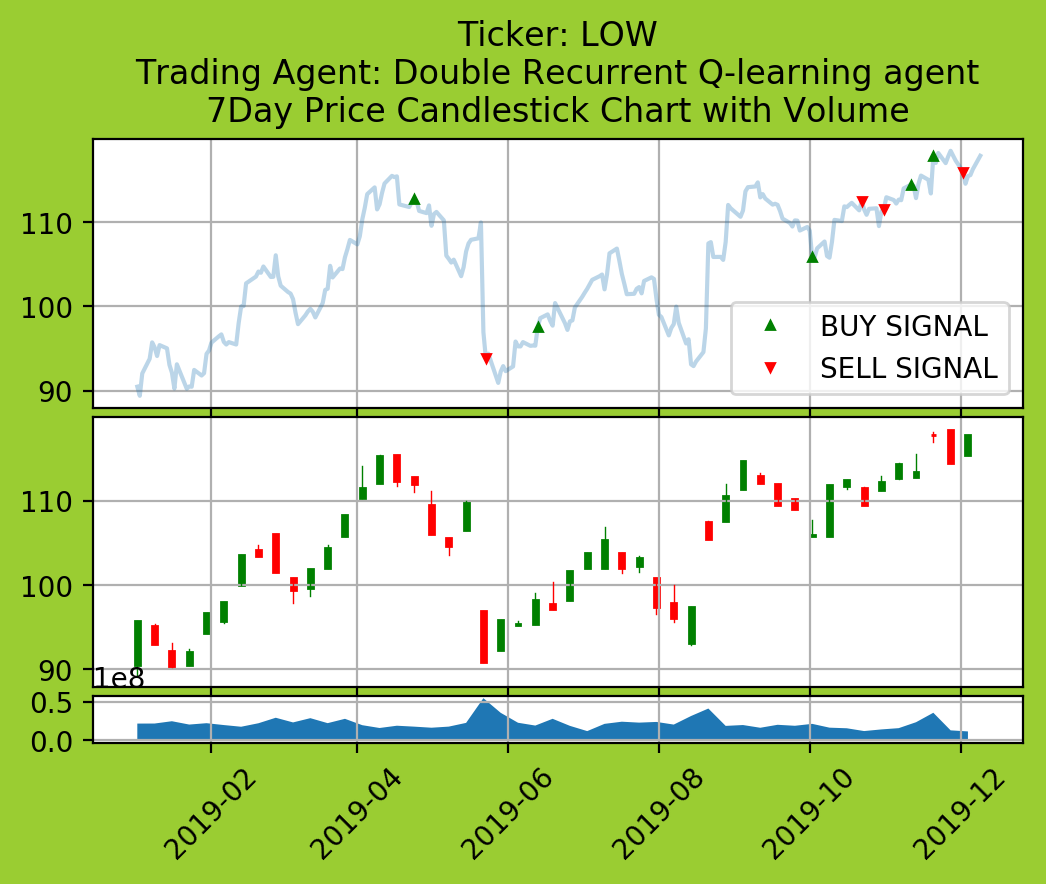 Ticker: LOW
Trading Agent: Double Recurrent Q-learning agent
7Day Price Candlestick Chart with Volume
110
100
90
BUY SIGNAL
SELL SIGNAL
110
100
90
1e8
0.5
0.0
2019-02
2019-04
2019-06
2019-08
2019-10
2019-12